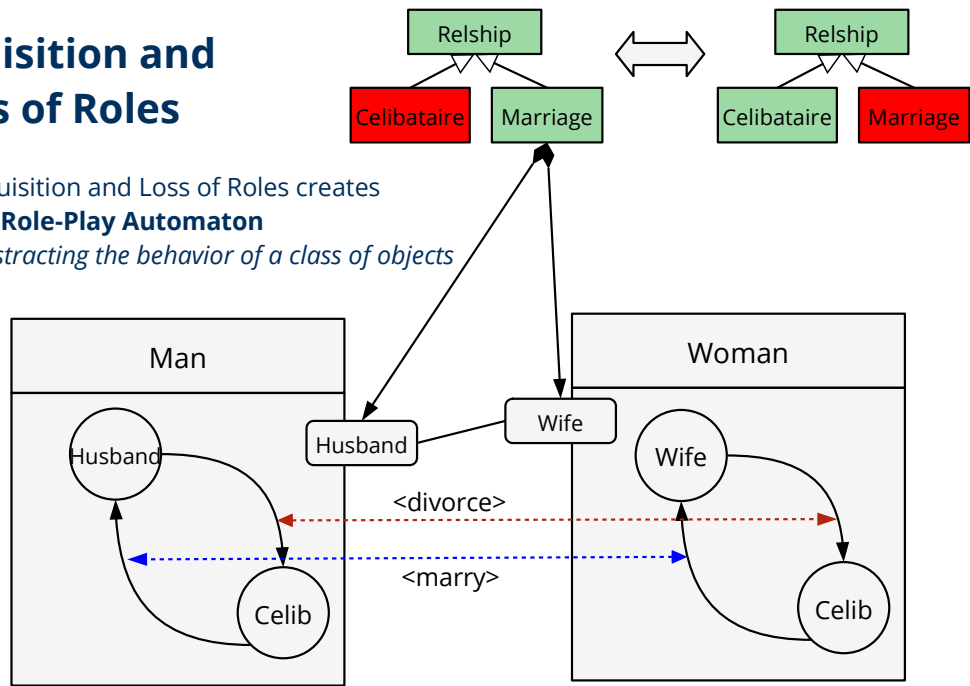 isition and
s of Roles
uisition and Loss of Roles creates
Role-Play Automaton
stracting the behavior of a class of objects
Relship
Celibataire
Marriage
Relship
Celibataire
Marriage
Man
Husband
Celib
Husband
Wife
<divorce>
<marry>
Woman
Wife
Celib